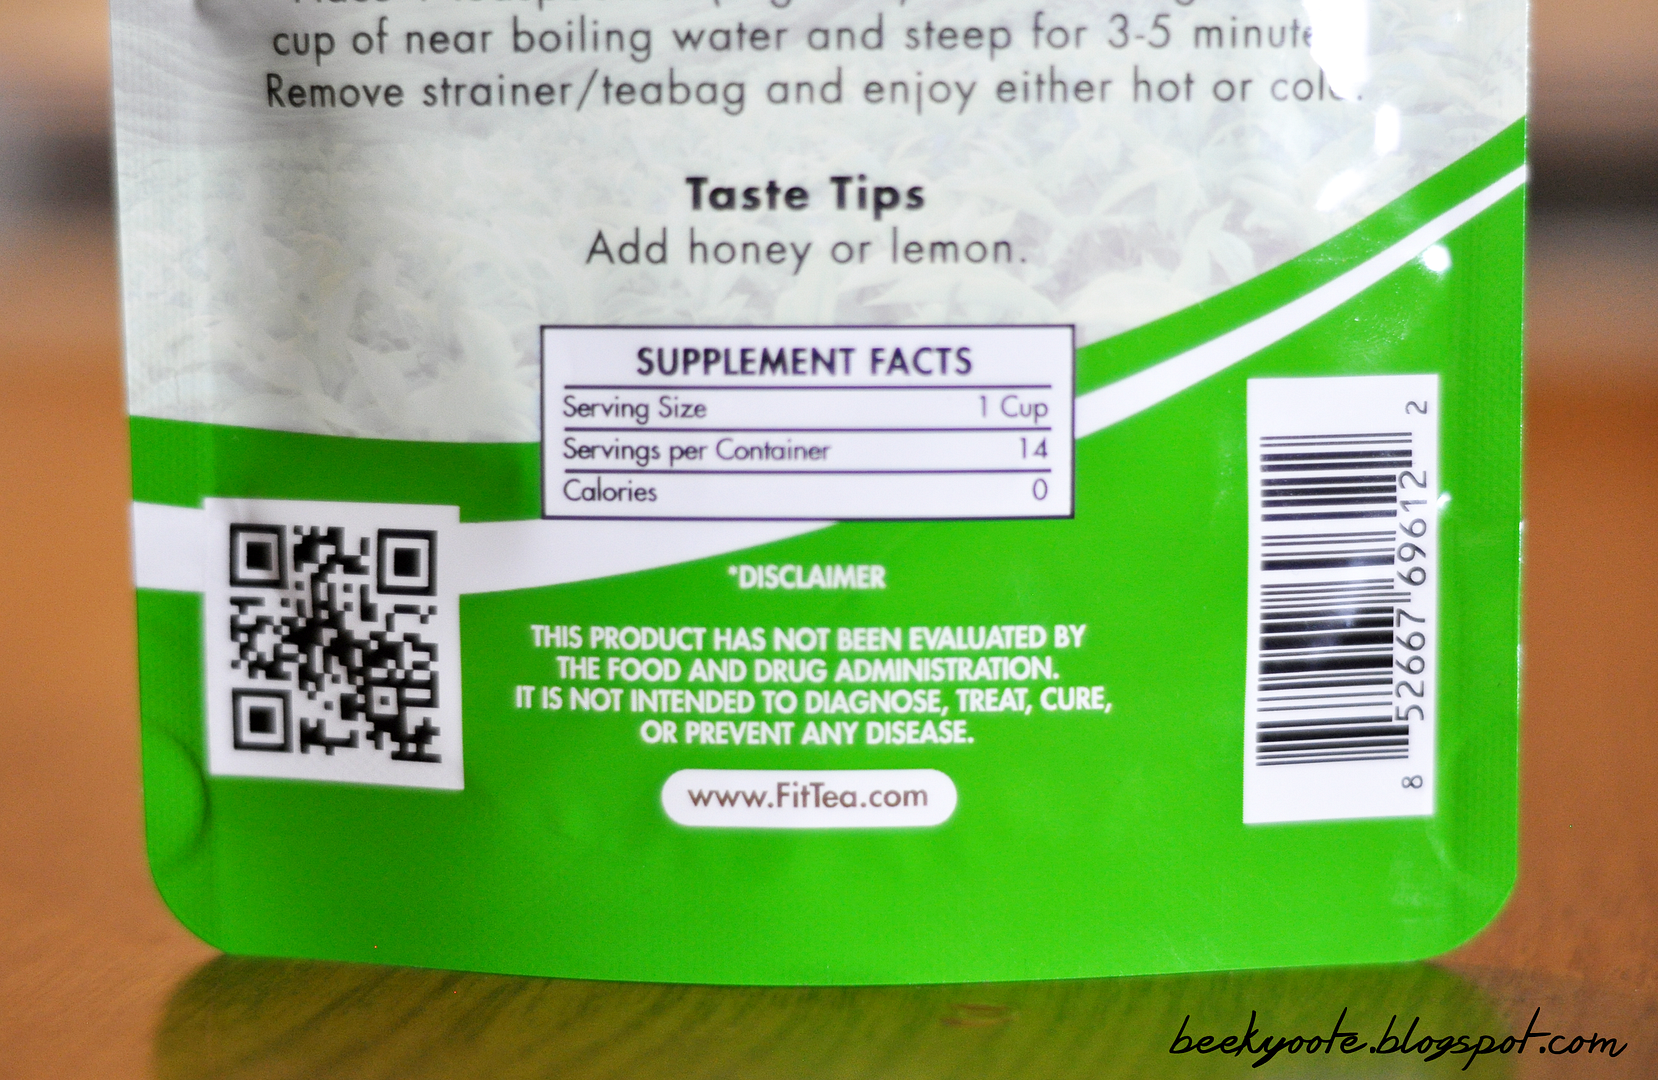 cup of near boiling water and steep for 3-5
Remove strainer/teabag and enjoy either hot or
Taste Tips
Add honey or lemon.
SUPPLEMENT FACTS
Serving Size 1 Cup
Servings per Container 14
Calories 0
*DISCLAIMER
THIS PRODUCT HAS NOT BEEN EVALUATED BY
THE FOOD AND DRUG ADMINISTRATION.
IT IS NOT INTENDED TO DIAGNOSE, TREAT, CURE,
OR PREVENT ANY DISEASE.
www.FitTea.com
8 52667 69612 2
beekyoote.blogspot.com